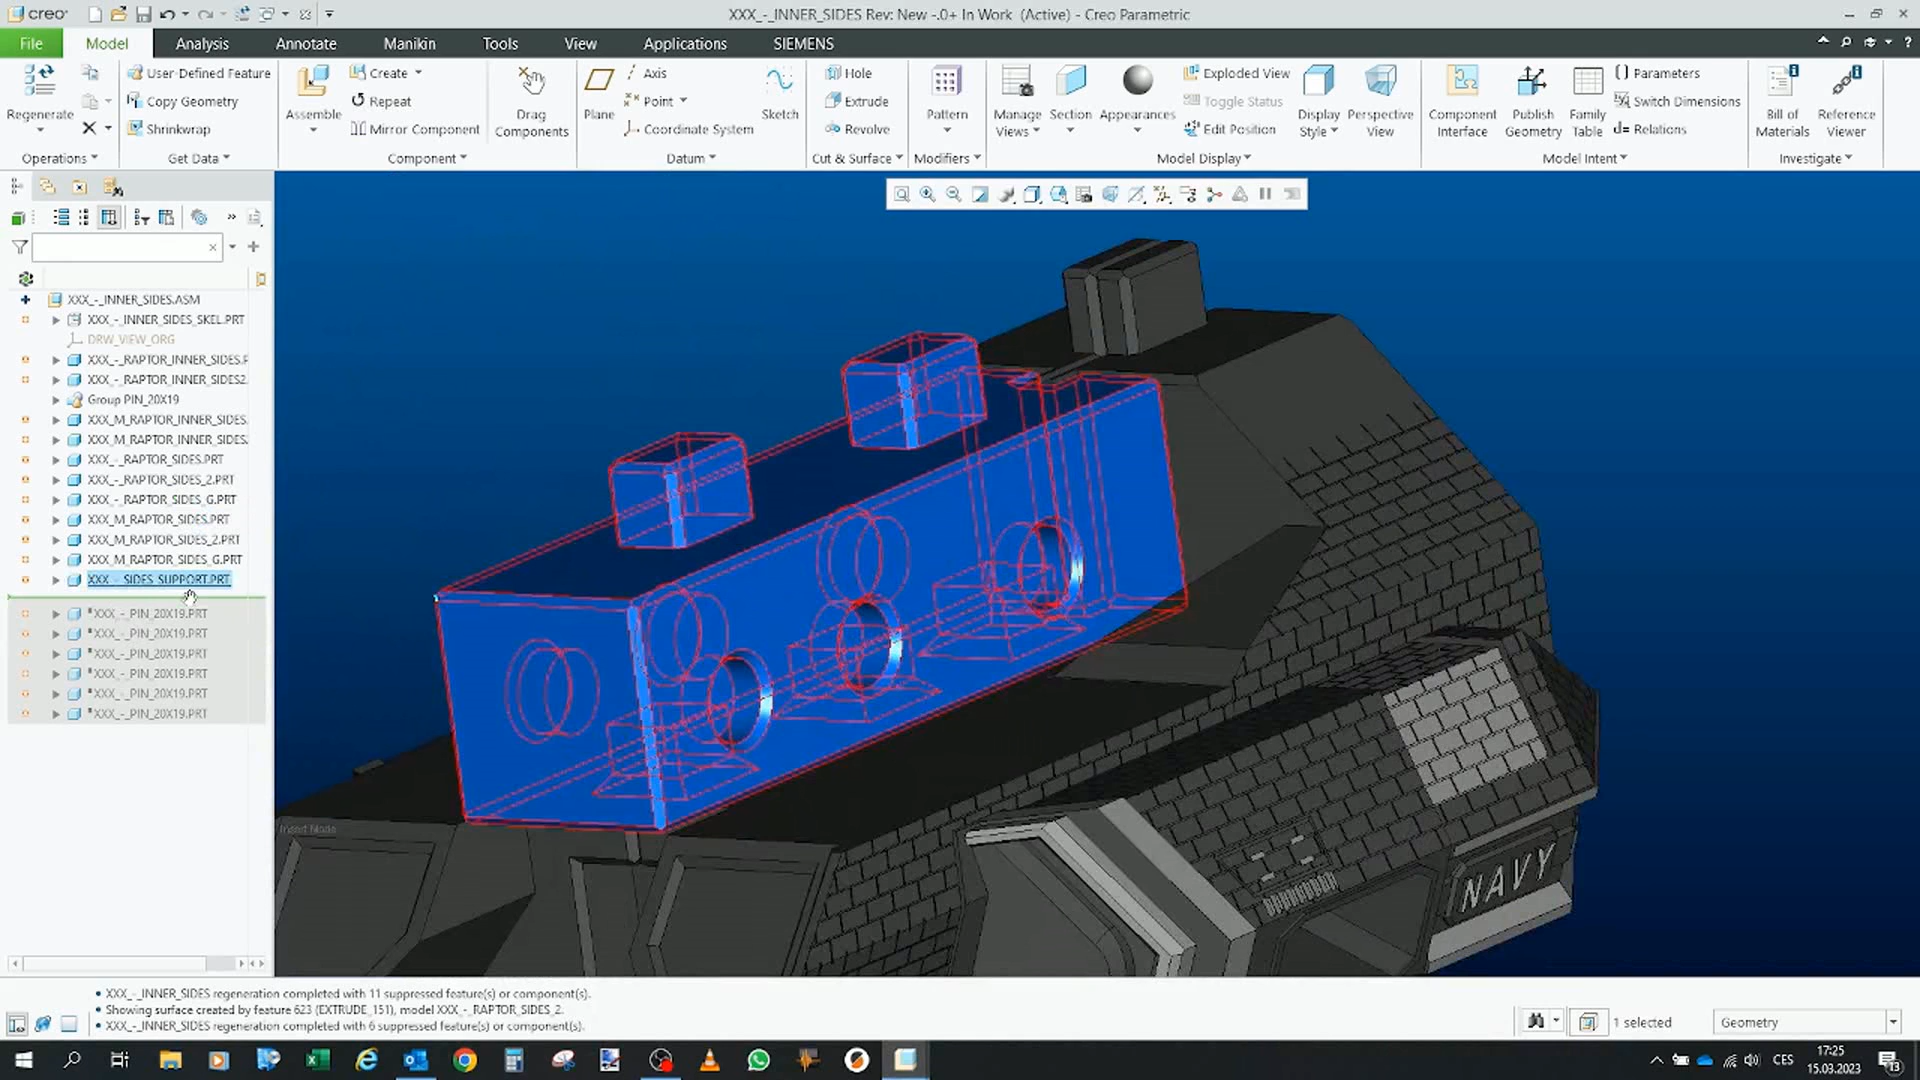 creo
XXX_-_INNER_SIDES Rev: New -.0+ In Work (Active) - Creo Parametric
File
Model
Analysis
Annotate
Manikin
Tools
View
Applications
SIEMENS
Regenerate
User-Defined Feature
Copy Geometry
Shrinkwrap
Assemble
Create
Repeat
Mirror Component
Drag
Components
Plane
Axis
Point
Coordinate System
Sketch
Hole
Extrude
Revolve
Pattern
Manage
Views
Section
Appearances
Exploded View
Toggle Status
Edit Position
Display
Style
Perspective
View
Component
Interface
Publish
Geometry
Family
Table
Parameters
Switch Dimensions
d= Relations
Bill of
Materials
Reference
Viewer
Operations
Get Data
Component
Datum
Cut & Surface
Modifiers
Model Display
Model Intent
Investigate
XXX_-_INNER_SIDES.ASM
XXX_-_INNER_SIDES_SKEL.PRT
DRW_VIEW_ORG
XXX_-_RAPTOR_INNER_SIDES.P
XXX_-_RAPTOR_INNER_SIDES2.
Group PIN_20X19
XXX_M_RAPTOR_INNER_SIDES.
XXX_M_RAPTOR_INNER_SIDES.
XXX_-_RAPTOR_SIDES.PRT
XXX_-_RAPTOR_SIDES_2.PRT
XXX_-_RAPTOR_SIDES_G.PRT
XXX_M_RAPTOR_SIDES.PRT
XXX_M_RAPTOR_SIDES_2.PRT
XXX_M_RAPTOR_SIDES_G.PRT
XXX_-_SIDES_SUPPORT.PRT
XXX_-_PIN_20X19.PRT
XXX_-_PIN_20X19.PRT
XXX_-_PIN_20X19.PRT
XXX_-_PIN_20X19.PRT
XXX_-_PIN_20X19.PRT
XXX_-_PIN_20X19.PRT
Insert Mode
NAVY
• XXX_-_INNER_SIDES regeneration completed with 11 suppressed feature(s) or component(s).
• Showing surface created by feature 623 (EXTRUDE_151), model XXX_-_RAPTOR_SIDES_2.
• XXX_-_INNER_SIDES regeneration completed with 6 suppressed feature(s) or component(s).
1 selected
Geometry
CES
17:25
15.03.2023
13